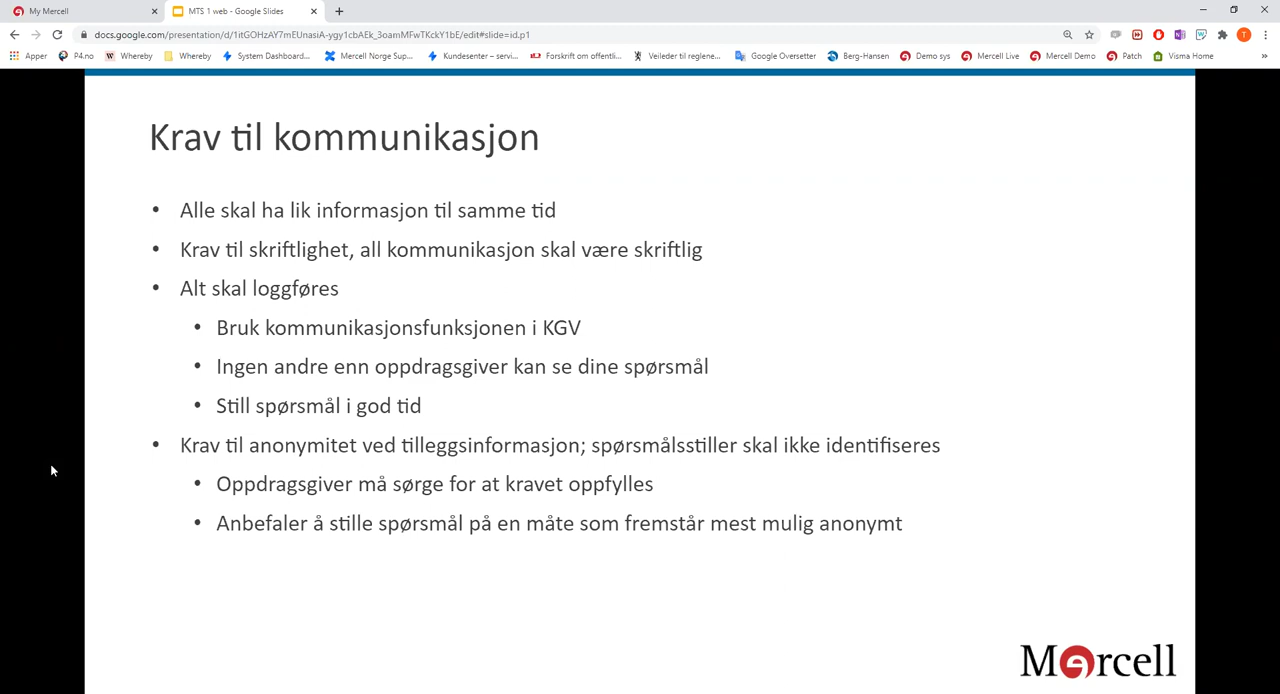 My Mercell
MTS 1 web - Google Slides
docs.google.com/presentation/d/1itGOHzAY7mEUnasiA-ygy1cbAEk_3oamMFwTKckY1bE/edit#slide=id.p1
Apper P4.no Whereby Whereby System Dashboard... Mercell Norge Sup... Kundesenter – servi... Forskrift om offentli... Veileder til reglene... Google Oversetter Berg-Hansen Demo sys Mercell Live Mercell Demo Patch Visma Home »
Krav til kommunikasjon
• Alle skal ha lik informasjon til samme tid
• Krav til skriftlighet, all kommunikasjon skal være skriftlig
• Alt skal loggføres
• Bruk kommunikasjonsfunksjonen i KGV
• Ingen andre enn oppdragsgiver kan se dine spørsmål
• Still spørsmål i god tid
• Krav til anonymitet ved tilleggsinformasjon; spørsmålsstiller skal ikke identifiseres
• Oppdragsgiver må sørge for at kravet oppfylles
• Anbefaler å stille spørsmål på en måte som fremstår mest mulig anonymt
Mercell